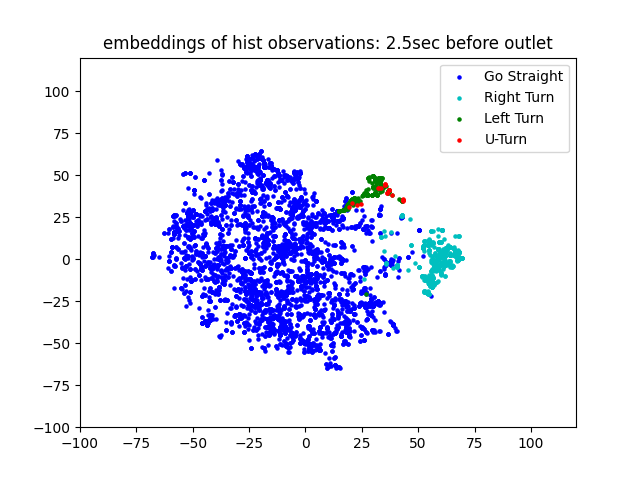 embeddings of hist observations: 2.5sec before outlet
Go Straight
Right Turn
Left Turn
U-Turn
100
75
50
25
0
−25
−50
−75
−100
−100 −75 −50 −25 0 25 50 75 100